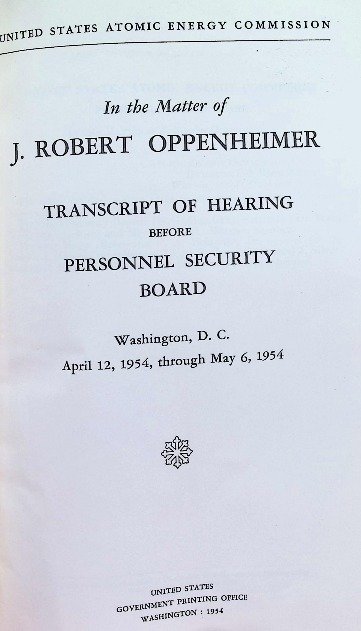 UNITED STATES ATOMIC ENERGY COMMISSION
In the Matter of
J. ROBERT OPPENHEIMER
TRANSCRIPT OF HEARING
BEFORE
PERSONNEL SECURITY
BOARD
Washington, D. C.
April 12, 1954, through May 6, 1954
UNITED STATES
GOVERNMENT PRINTING OFFICE
WASHINGTON : 1954